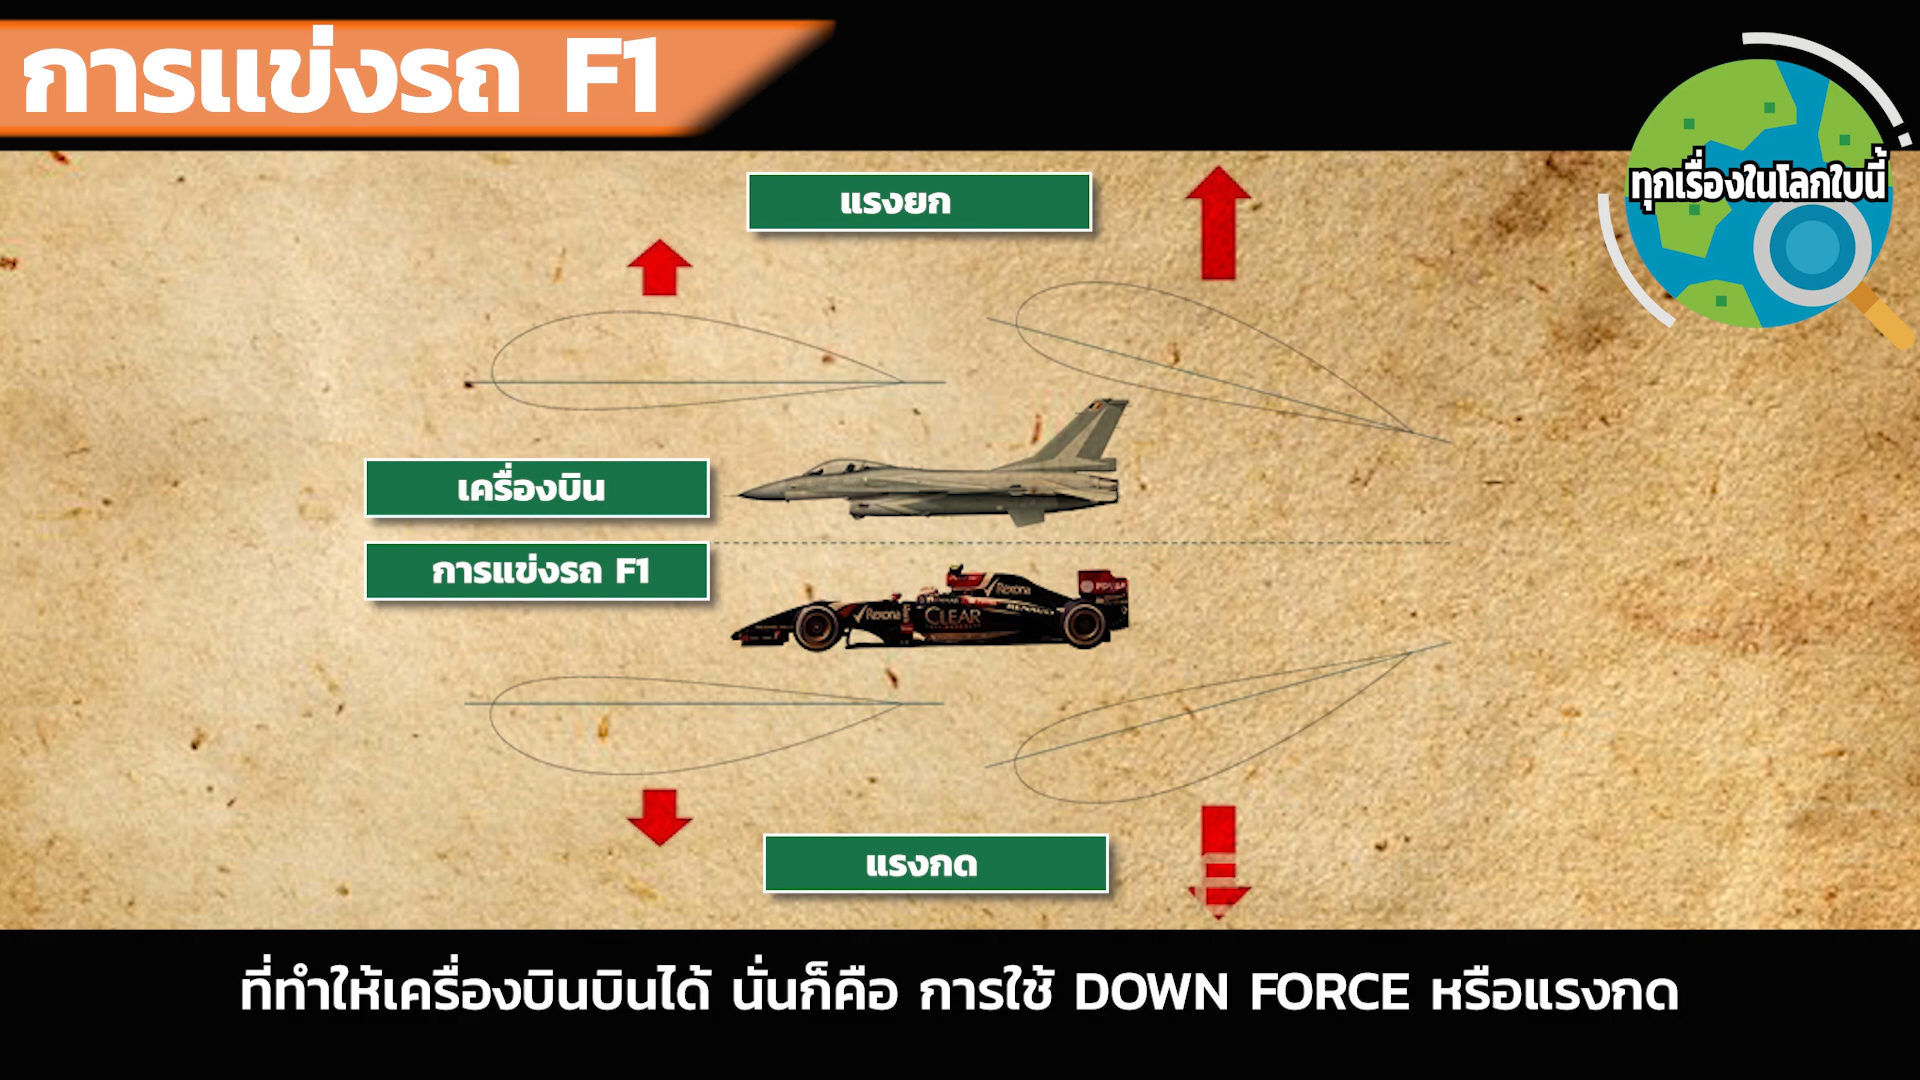 การแข่งรถ F1
ทุกเรื่องในโลกใบนี้
แรงยก
เครื่องบิน
การแข่งรถ F1
Rexona
Rexona
CLEAR
แรงกด
ที่ทำให้เครื่องบินบินได้ นั่นก็คือ การใช้ DOWN FORCE หรือแรงกด